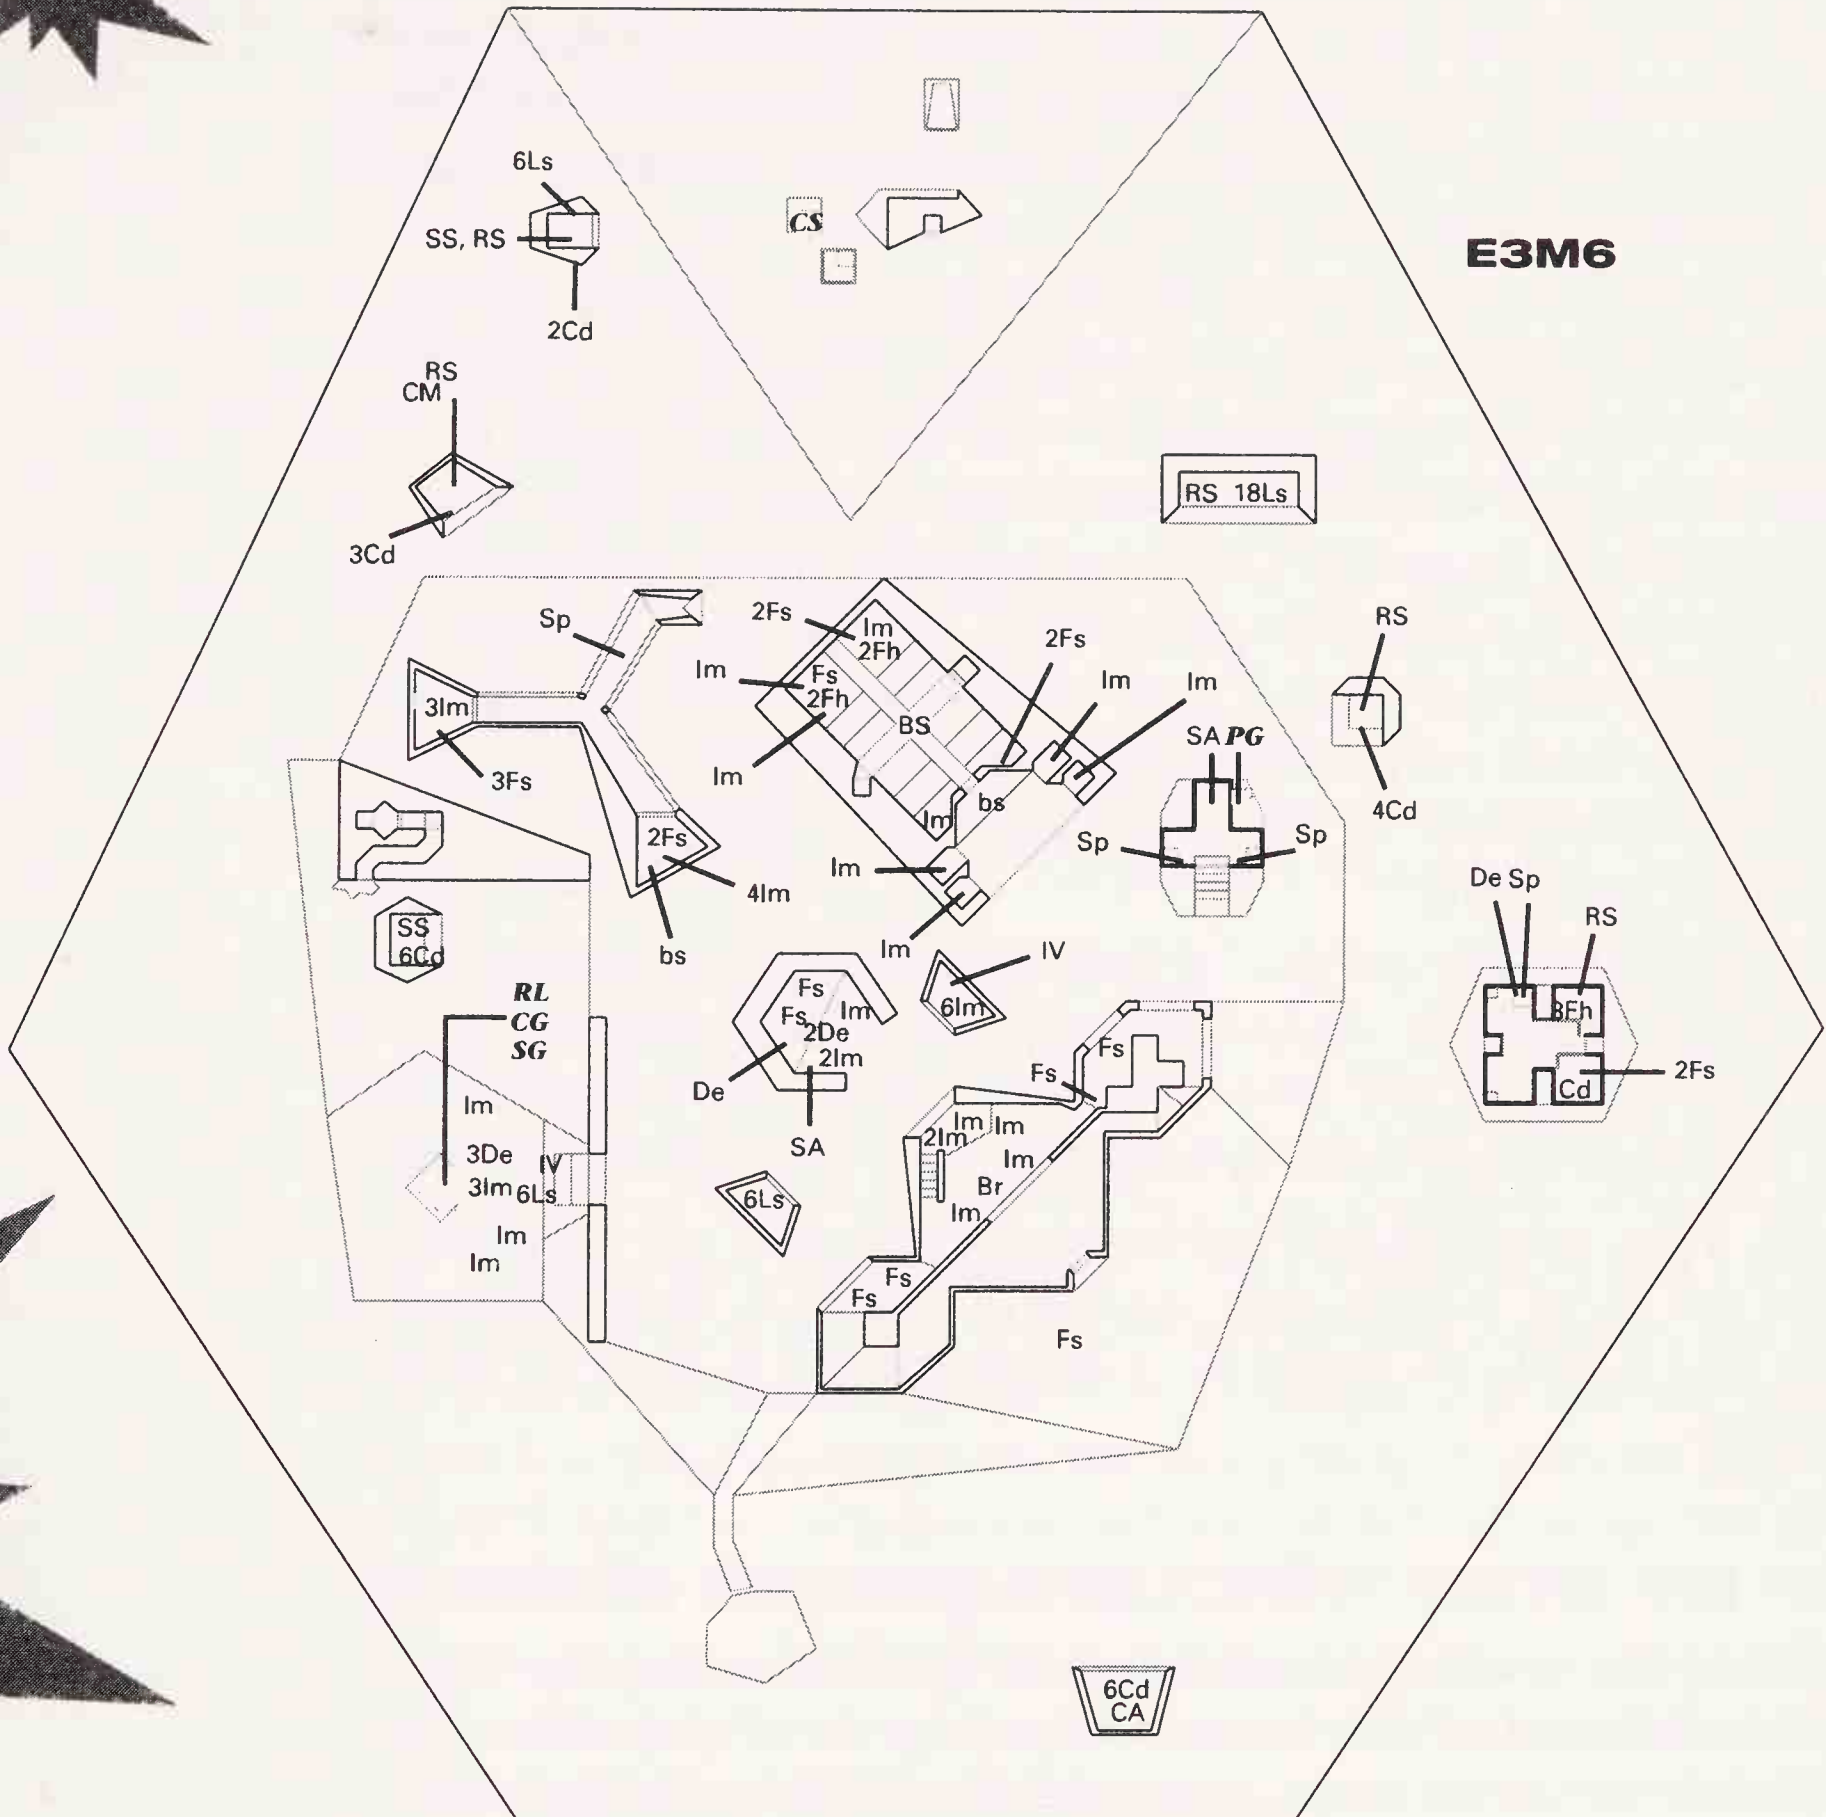 6Ls
SS, RS
2Cd
CS
E3M6
RS
CM
3Cd
RS 18Ls
Sp
2Fs
Im
2Fh
Im
Fs
2Fh
2Fs
Im
Im
RS
3Im
BS
SA PG
3Fs
Im
bs
4Cd
Im
2Fs
Sp
Sp
Im
4Im
De Sp
SS
RS
6Cd
bs
Im
IV
RL
CG
SG
Fs
Im
6Im
3Fh
Fs
2De
2Im
Fs
Fs
2Fs
De
Cd
Im
Im
Im
2Im
SA
3De
IV
Im
3Im
6Ls
6Ls
Br
Im
Im
Im
Fs
Fs
Fs
6Cd
CA